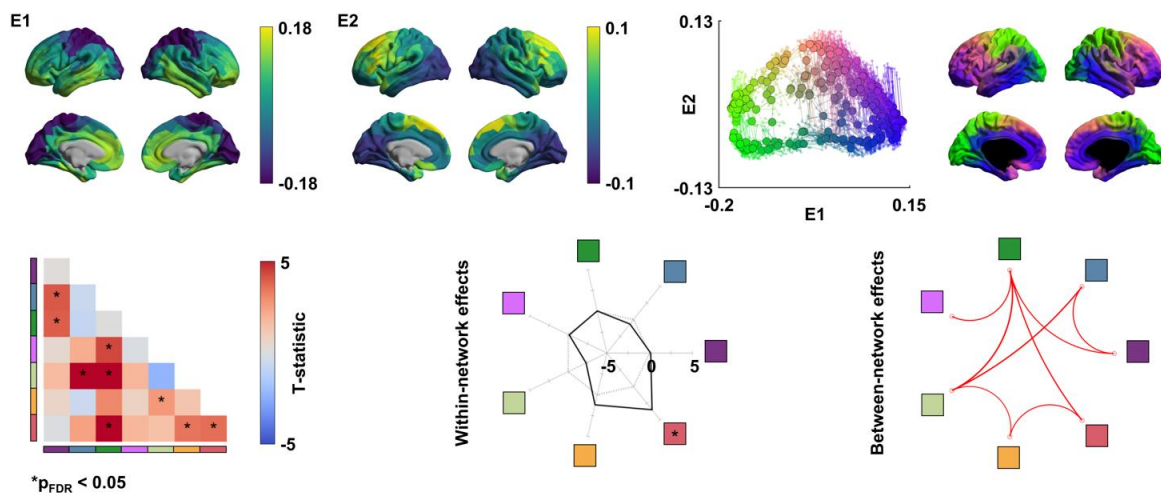 E1
0.18
-0.18
E2
0.1
-0.1
0.13
E2
-0.13
-0.2
0.15
E1
*
*
*
* *
*
* * *
5
T-statistic
-5
*pFDR < 0.05
Within-network effects
-5 0 5
*
Between-network effects